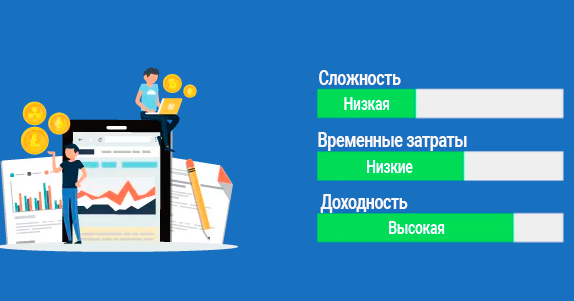 Сложность
Низкая
Временные затраты
Низкие
Доходность
Высокая